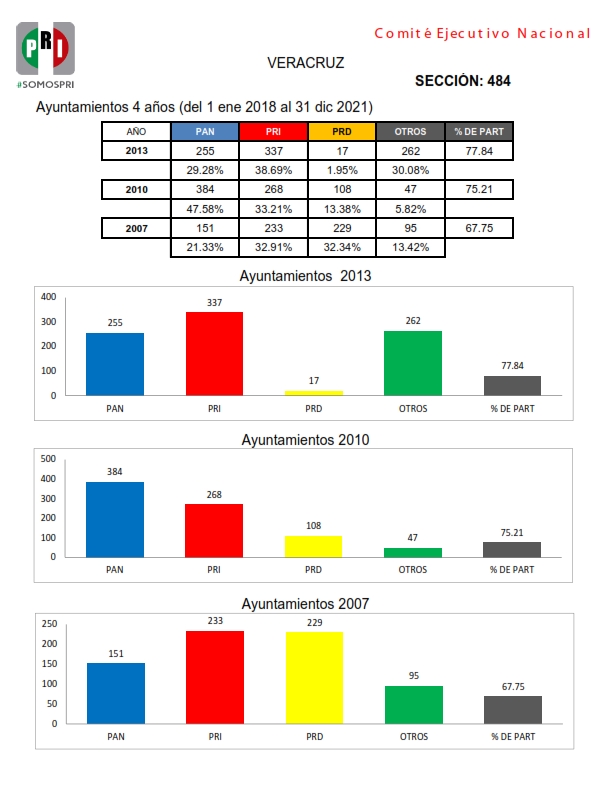 Comité Ejecutivo Nacional
PRI
#SOMOSPRI
VERACRUZ
SECCIÓN: 484
Ayuntamientos 4 años (del 1 ene 2018 al 31 dic 2021)
AÑO PAN PRI PRD OTROS % DE PART
2013 255 337 17 262 77.84
29.28% 38.69% 1.95% 30.08%
2010 384 268 108 47 75.21
47.58% 33.21% 13.38% 5.82%
2007 151 233 229 95 67.75
21.33% 32.91% 32.34% 13.42%
Ayuntamientos 2013
400
300
200
100
0
255 337 17 262 77.84
PAN PRI PRD OTROS % DE PART
Ayuntamientos 2010
500
400
300
200
100
0
384 268 108 47 75.21
PAN PRI PRD OTROS % DE PART
Ayuntamientos 2007
250
200
150
100
50
0
151 233 229 95 67.75
PAN PRI PRD OTROS % DE PART